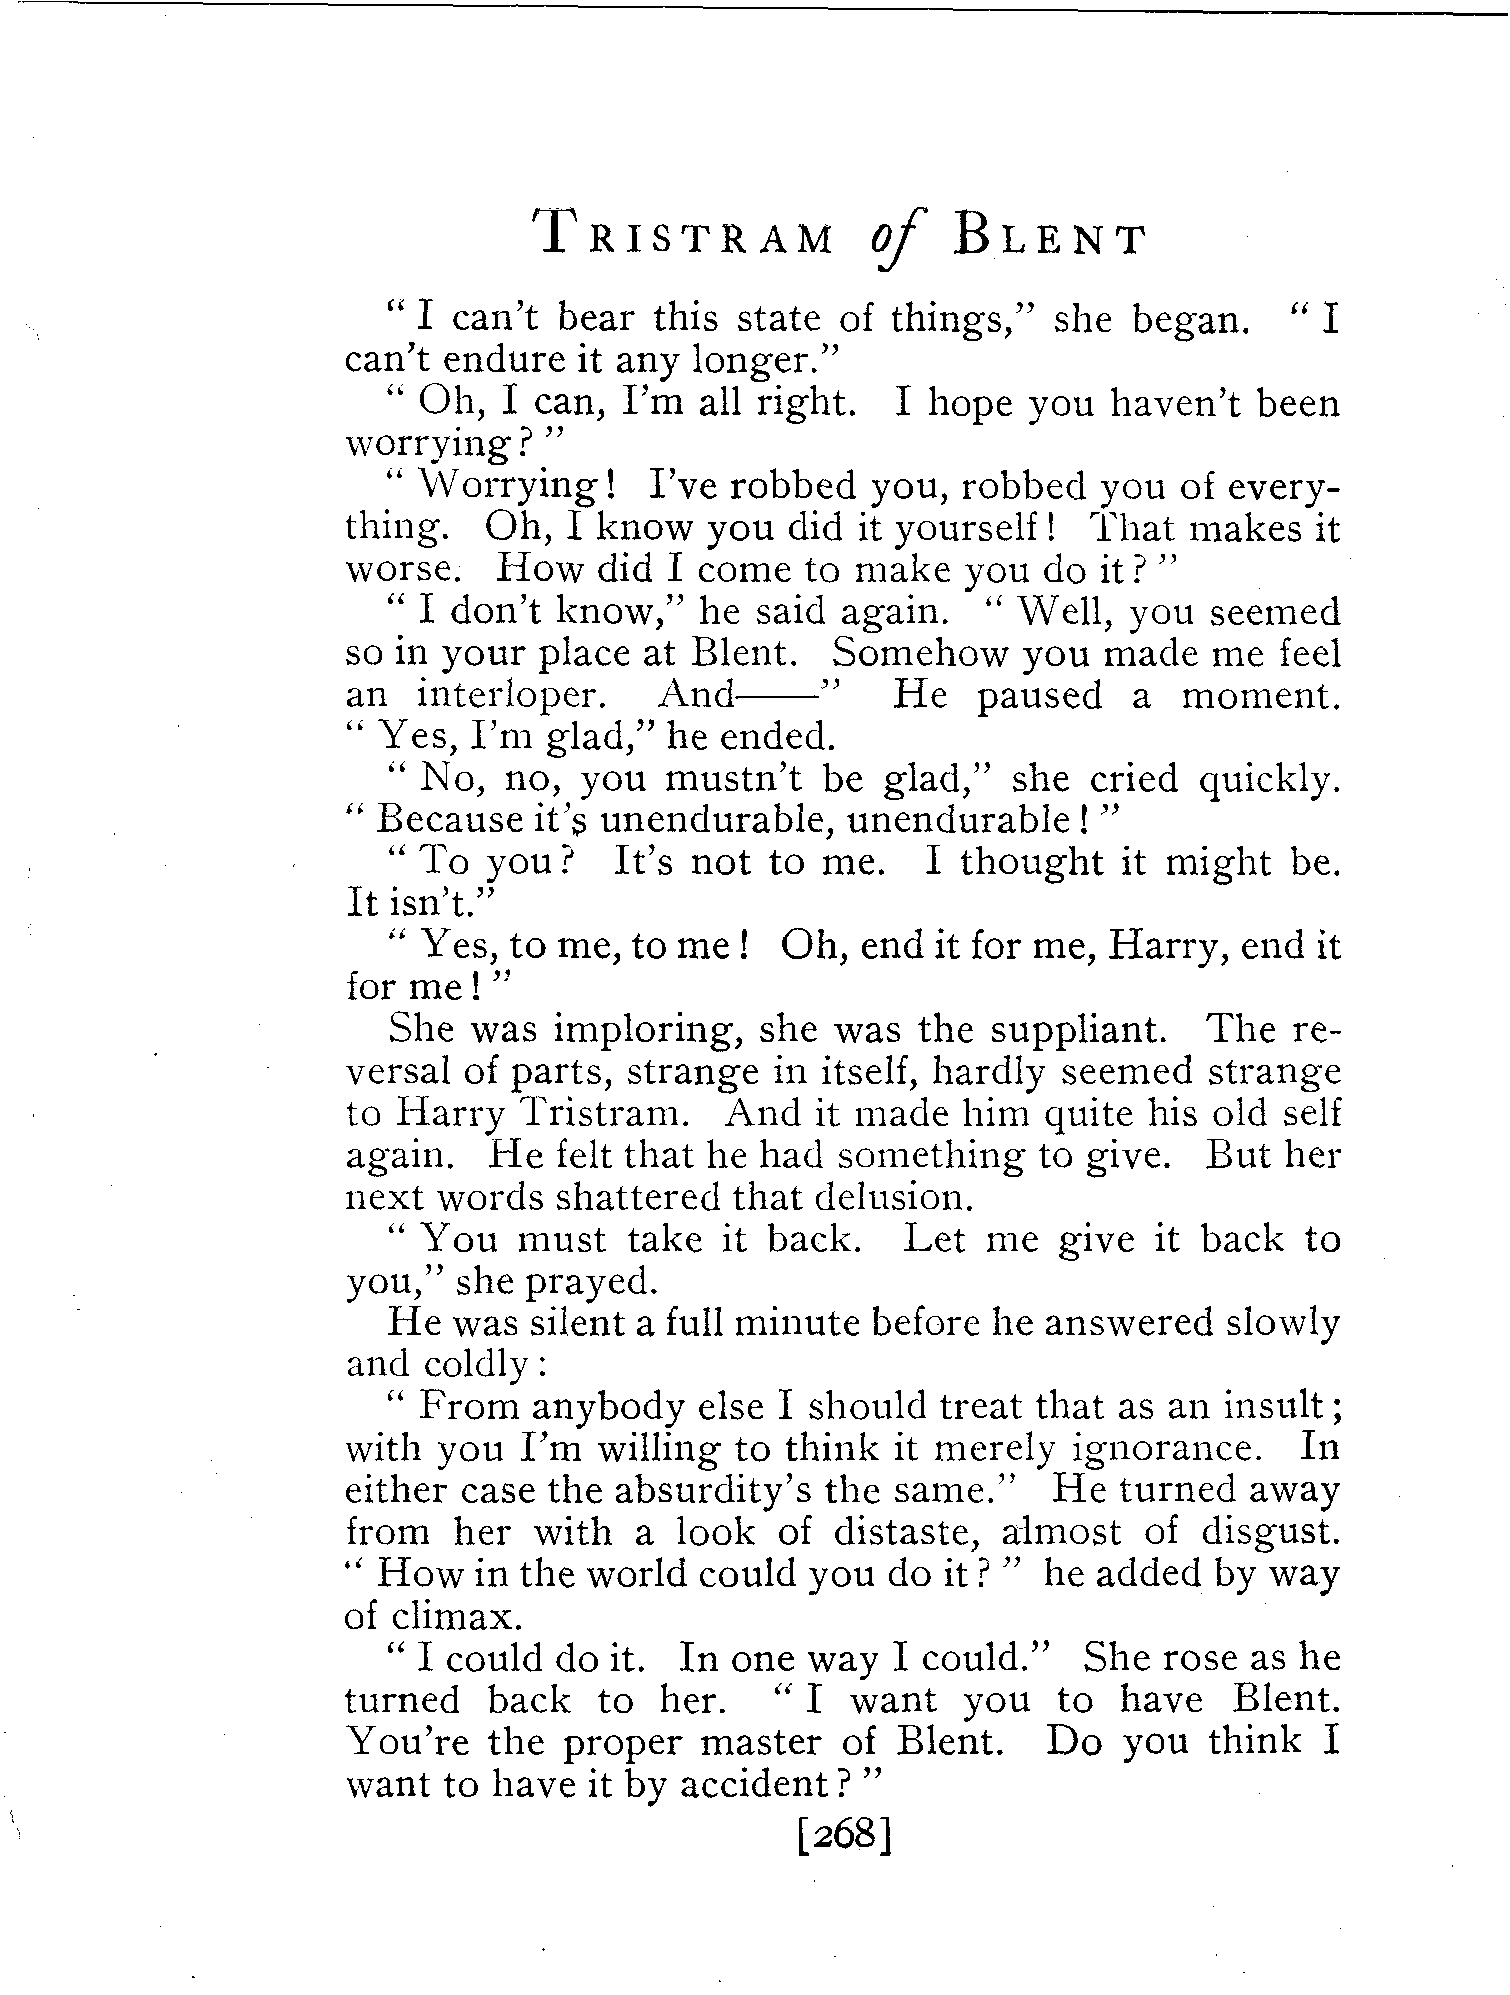 TRISTRAM of BLENT
" I can't bear this state of things," she began. " I
can't endure it any longer."
" Oh, I can, I'm all right. I hope you haven't been
worrying ? "
" Worrying ! I've robbed you, robbed you of every-
thing. Oh, I know you did it yourself ! That makes it
worse. How did I come to make you do it ? "
" I don't know," he said again. " Well, you seemed
so in your place at Blent. Somehow you made me feel
an interloper. And——" He paused a moment.
" Yes, I'm glad," he ended.
" No, no, you mustn't be glad," she cried quickly.
" Because it's unendurable, unendurable ! "
" To you ? It's not to me. I thought it might be.
It isn't."
" Yes, to me, to me ! Oh, end it for me, Harry, end it
for me ! "
She was imploring, she was the suppliant. The re-
versal of parts, strange in itself, hardly seemed strange
to Harry Tristram. And it made him quite his old self
again. He felt that he had something to give. But her
next words shattered that delusion.
" You must take it back. Let me give it back to
you," she prayed.
He was silent a full minute before he answered slowly
and coldly :
" From anybody else I should treat that as an insult ;
with you I'm willing to think it merely ignorance. In
either case the absurdity's the same." He turned away
from her with a look of distaste, almost of disgust.
" How in the world could you do it ? " he added by way
of climax.
" I could do it. In one way I could." She rose as he
turned back to her. " I want you to have Blent.
You're the proper master of Blent. Do you think I
want to have it by accident ? "
[268]